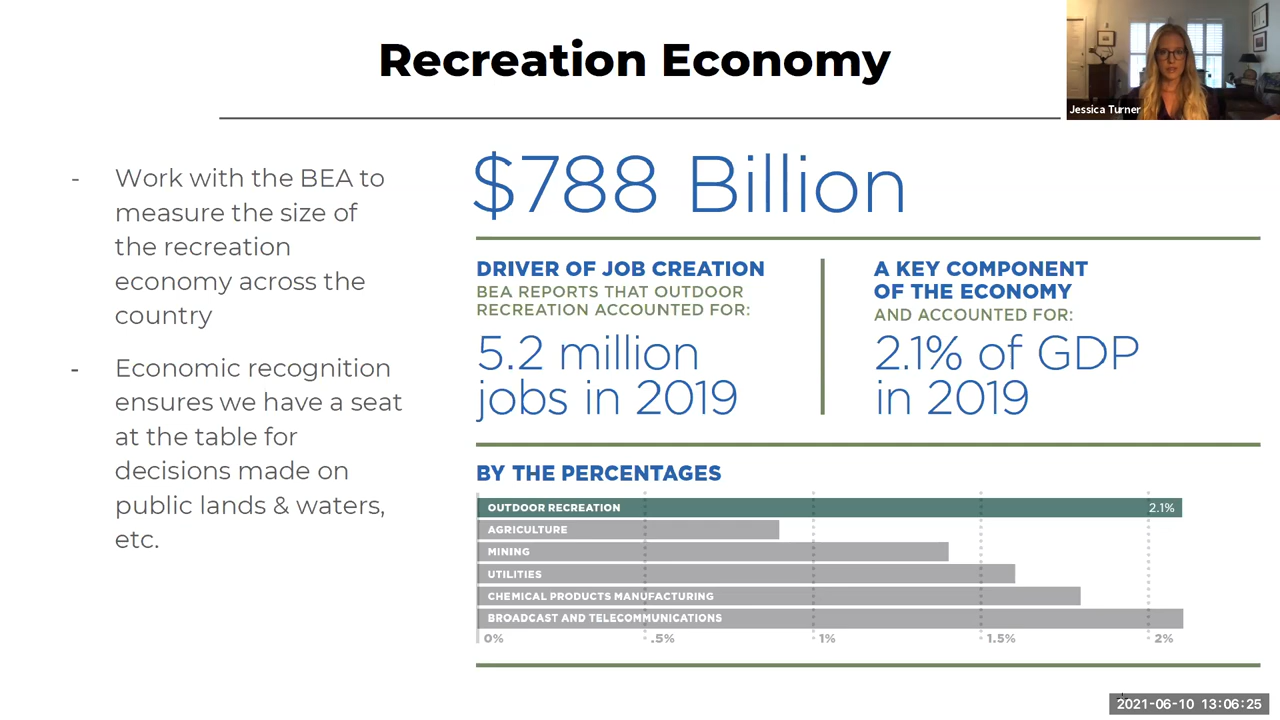 Recreation Economy
Jessica Turner
- Work with the BEA to
measure the size of
the recreation
economy across the
country
- Economic recognition
ensures we have a seat
at the table for
decisions made on
public lands & waters,
etc.
$788 Billion
DRIVER OF JOB CREATION
BEA REPORTS THAT OUTDOOR
RECREATION ACCOUNTED FOR:
5.2 million
jobs in 2019
A KEY COMPONENT
OF THE ECONOMY
AND ACCOUNTED FOR:
2.1% of GDP
in 2019
BY THE PERCENTAGES
OUTDOOR RECREATION 2.1%
AGRICULTURE
MINING
UTILITIES
CHEMICAL PRODUCTS MANUFACTURING
BROADCAST AND TELECOMMUNICATIONS
0% .5% 1% 1.5% 2%
2021-06-10 13:06:25